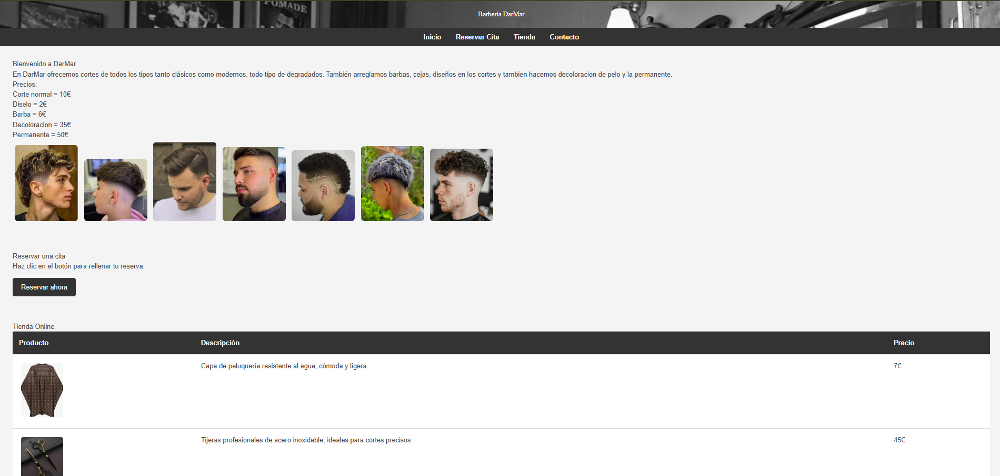 POMADE
Barbería DarMar
Inicio Reservar Cita Tienda Contacto
Bienvenido a DarMar
En DarMar ofrecemos cortes de todos los tipos tanto clásicos como modernos, todo tipo de degradados. También arreglamos barbas, cejas, diseños en los cortes y tambien hacemos decoloracion de pelo y la permanente.
Precios:
Corte normal = 10€
Diselo = 2€
Barba = 6€
Decoloracion = 35€
Permanente = 50€
Reservar una cita
Haz clic en el botón para rellenar tu reserva:
Reservar ahora
Tienda Online
Producto Descripción Precio
SUPRMEN
Capa de peluquería resistente al agua, cómoda y ligera. 7€
Tijeras profesionales de acero inoxidable, ideales para cortes precisos. 45€